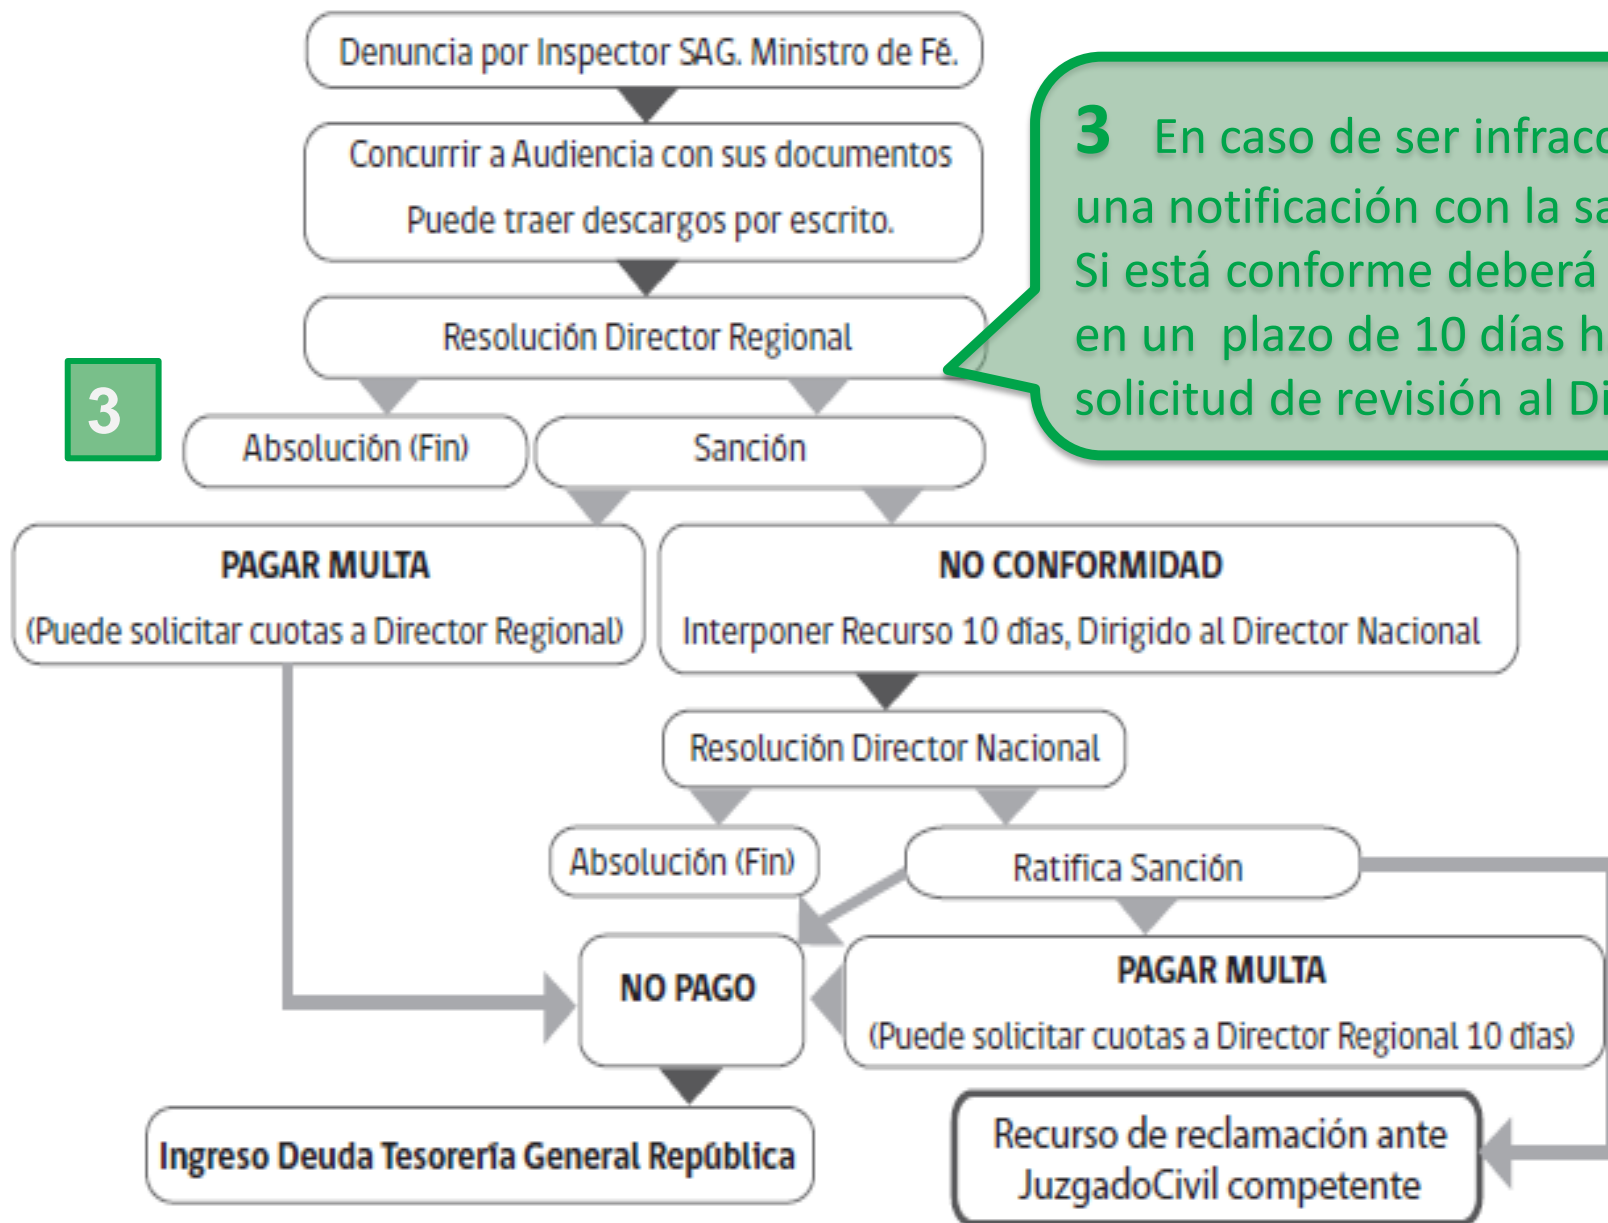 Denuncia por Inspector SAG. Ministro de Fé.
Concurrir a Audiencia con sus documentos
Puede traer descargos por escrito.
3 En caso de ser
una notificación con la
Si está conforme deberá
en un plazo de 10 días
solicitud de revisión al
Resolución Director Regional
3
Absolución (Fin)
Sanción
PAGAR MULTA
(Puede solicitar cuotas a Director Regional)
NO CONFORMIDAD
Interponer Recurso 10 días, Dirigido al Director Nacional
Resolución Director Nacional
Absolución (Fin)
Ratifica Sanción
NO PAGO
PAGAR MULTA
(Puede solicitar cuotas a Director Regional 10 días)
Ingreso Deuda Tesorería General República
Recurso de reclamación ante
JuzgadoCivil competente